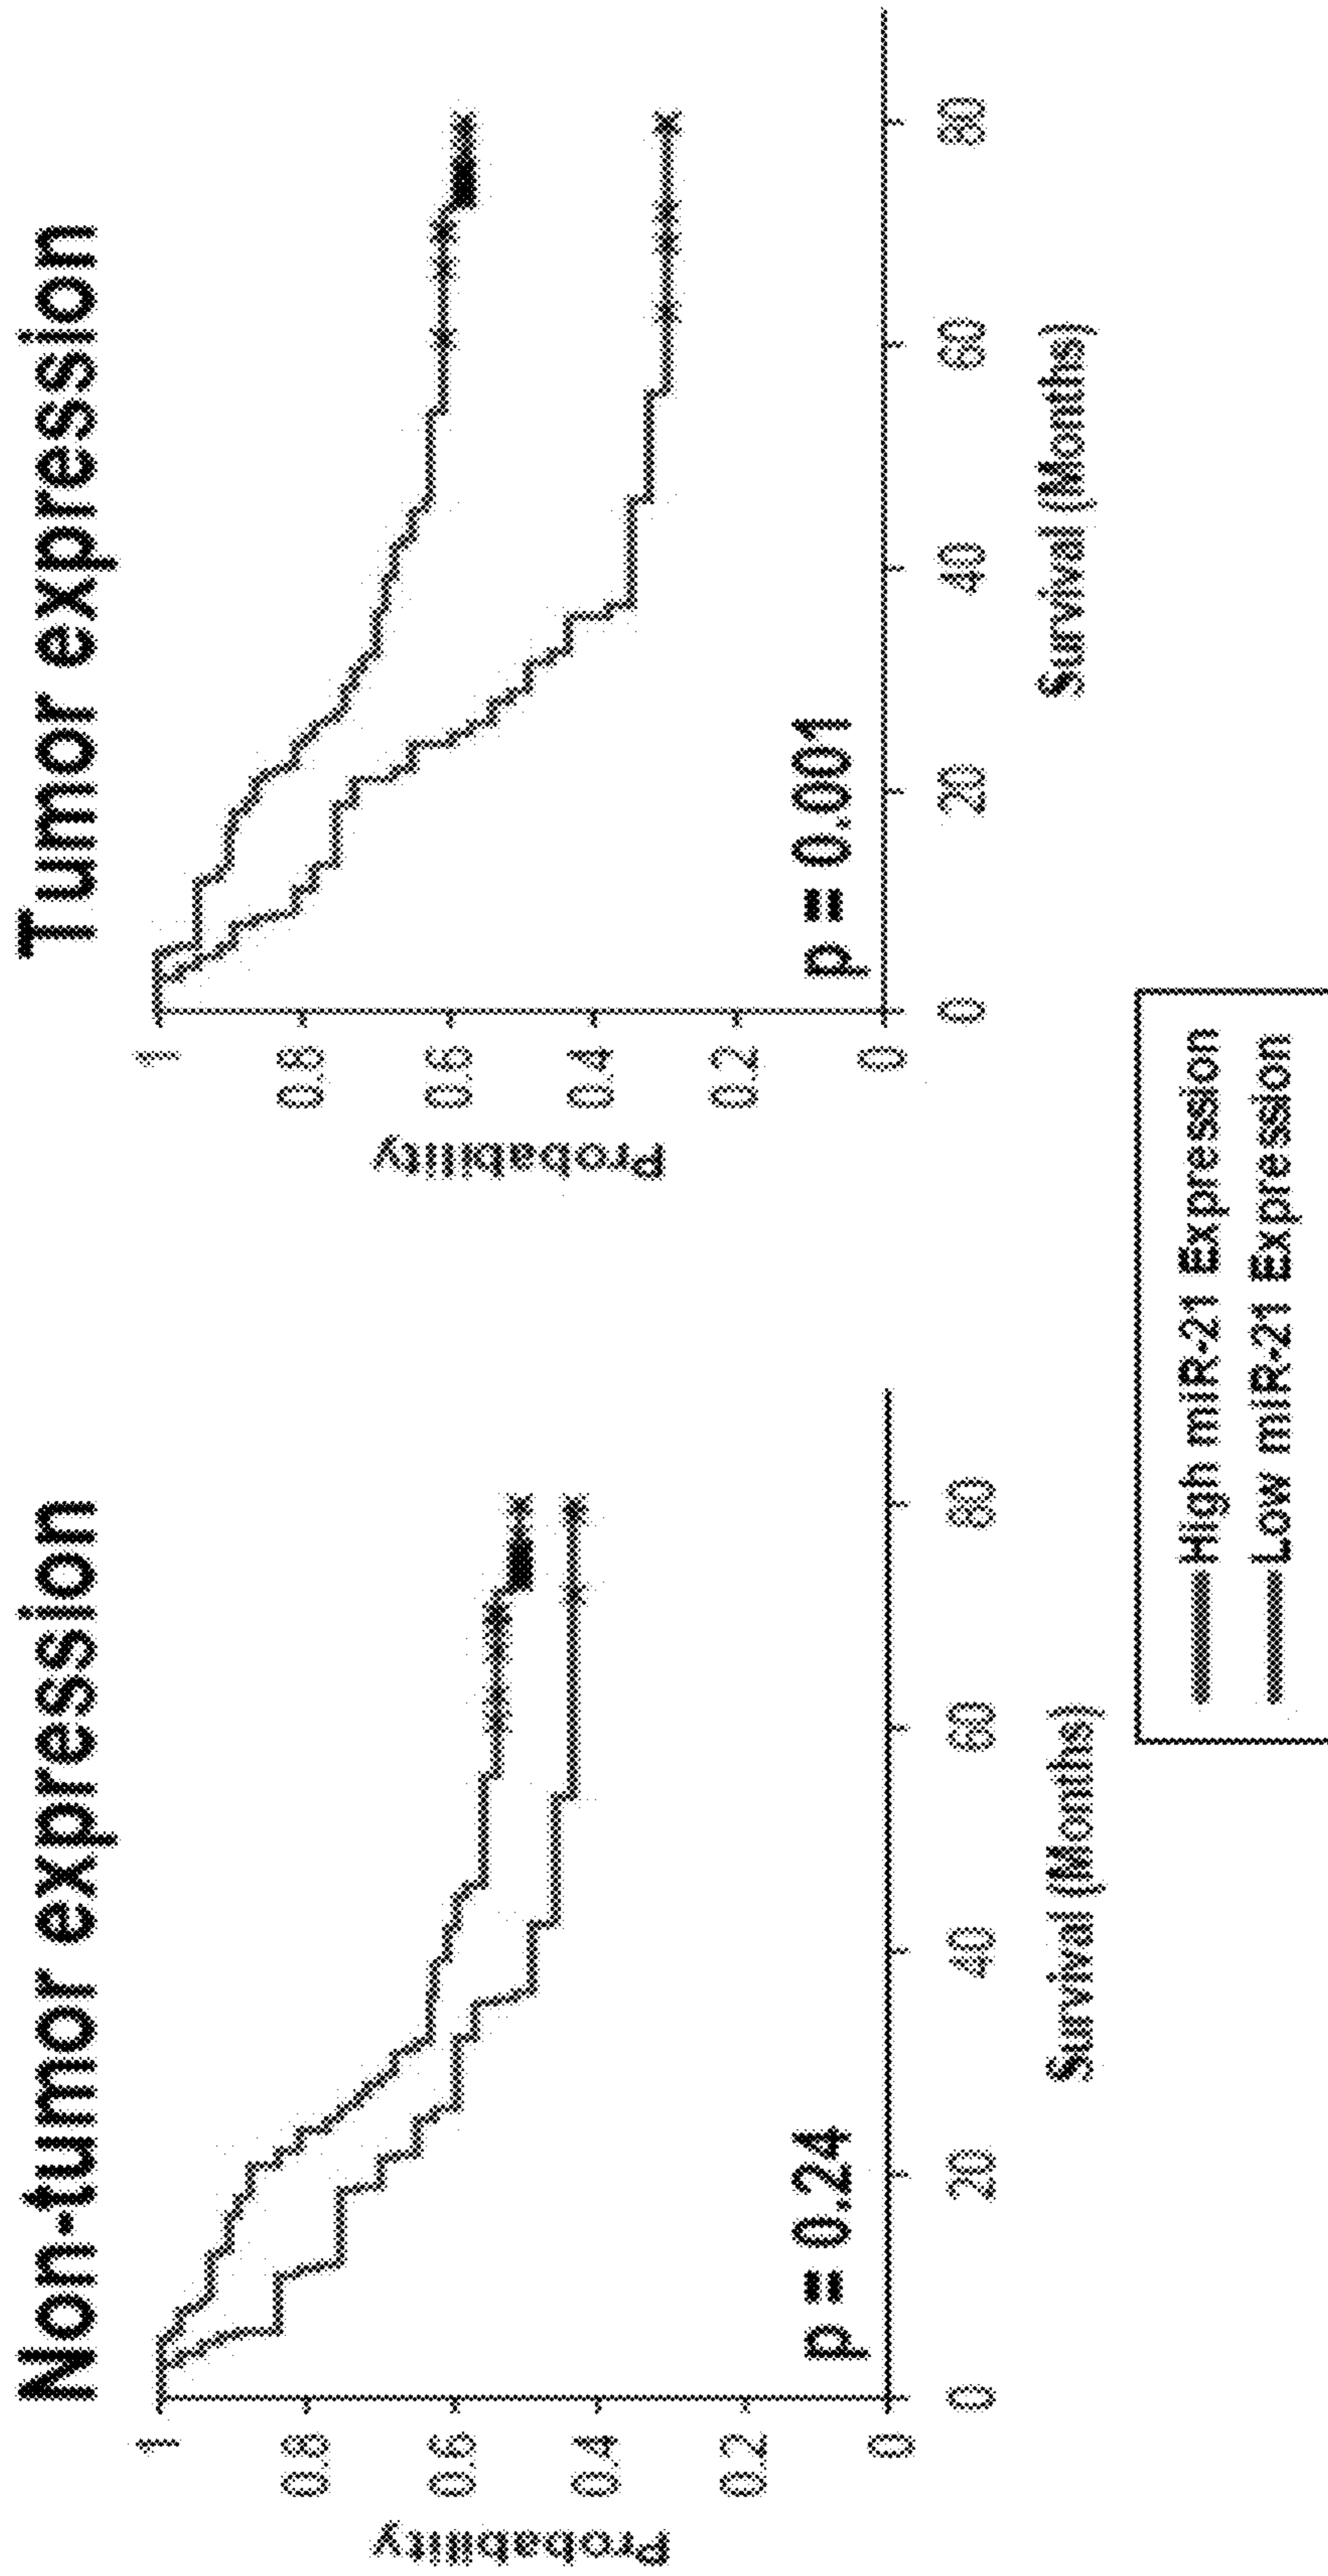 Non-tumor expression
Probability
1
0.8
0.6
0.4
0.2
0
p = 0.24
0 20 40 60 80
Survival (Months)
Tumor expression
Probability
1
0.8
0.6
0.4
0.2
0
p = 0.001
0 20 40 60 80
Survival (Months)
High miR-21 Expression
Low miR-21 Expression